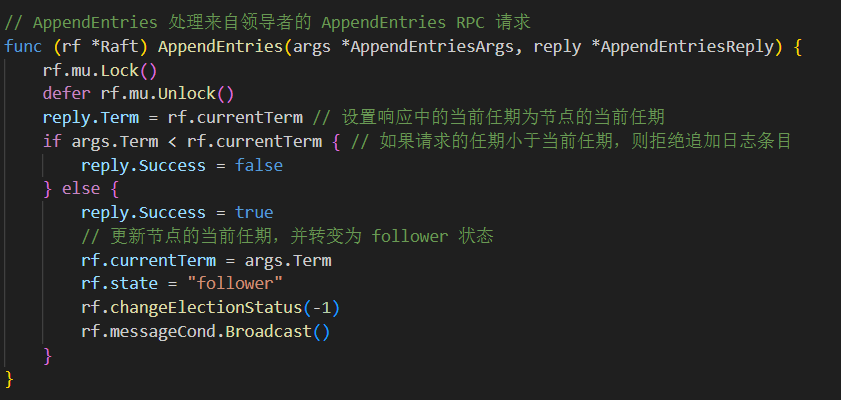 // AppendEntries 处理来自领导者的 AppendEntries RPC 请求
func (rf *Raft) AppendEntries(args *AppendEntriesArgs, reply *AppendEntriesReply) {
    rf.mu.Lock()
    defer rf.mu.Unlock()
    reply.Term = rf.currentTerm // 设置响应中的当前任期为节点的当前任期
    if args.Term < rf.currentTerm { // 如果请求的任期小于当前任期，则拒绝追加日志条目
        reply.Success = false
    } else {
        reply.Success = true
        // 更新节点的当前任期，并转变为 follower 状态
        rf.currentTerm = args.Term
        rf.state = "follower"
        rf.changeElectionStatus(-1)
        rf.messageCond.Broadcast()
    }
}